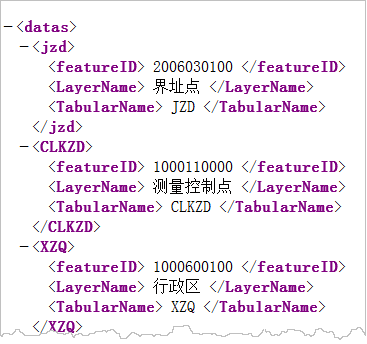 −<datas>
−<jzd>
<featureID> 2006030100 </featureID>
<LayerName> 界址点 </LayerName>
<TabularName> JZD </TabularName>
</jzd>
−<CLKZD>
<featureID> 1000110000 </featureID>
<LayerName> 测量控制点 </LayerName>
<TabularName> CLKZD </TabularName>
</CLKZD>
−<XZQ>
<featureID> 1000600100 </featureID>
<LayerName> 行政区 </LayerName>
<TabularName> XZQ </TabularName>
</XZQ>